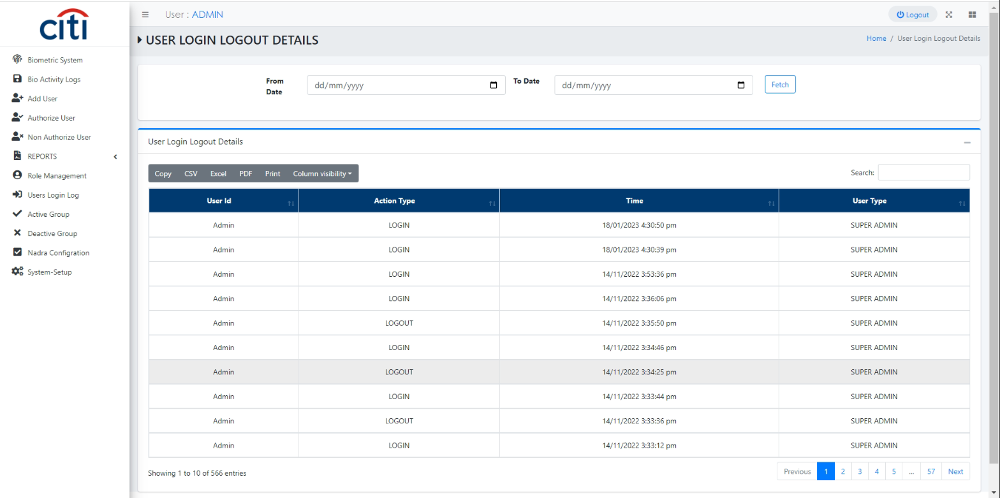 citi
User : ADMIN
Logout
USER LOGIN LOGOUT DETAILS
Home / User Login Logout Details
Biometric System
Bio Activity Logs
Add User
Authorize User
Non Authorize User
REPORTS
Role Management
Users Login Log
Active Group
Deactive Group
Nadra Configration
System-Setup
From
Date
dd/mm/yyyy
To Date
dd/mm/yyyy
Fetch
User Login Logout Details
Copy CSV Excel PDF Print Column visibility
Search:
User Id Action Type Time User Type
Admin LOGIN 18/01/2023 4:30:50 pm SUPER ADMIN
Admin LOGIN 18/01/2023 4:30:39 pm SUPER ADMIN
Admin LOGIN 14/11/2022 3:53:36 pm SUPER ADMIN
Admin LOGIN 14/11/2022 3:36:06 pm SUPER ADMIN
Admin LOGOUT 14/11/2022 3:35:50 pm SUPER ADMIN
Admin LOGIN 14/11/2022 3:34:46 pm SUPER ADMIN
Admin LOGOUT 14/11/2022 3:34:25 pm SUPER ADMIN
Admin LOGIN 14/11/2022 3:33:44 pm SUPER ADMIN
Admin LOGOUT 14/11/2022 3:33:36 pm SUPER ADMIN
Admin LOGIN 14/11/2022 3:33:12 pm SUPER ADMIN
Showing 1 to 10 of 566 entries
Previous 1 2 3 4 5 ... 57 Next